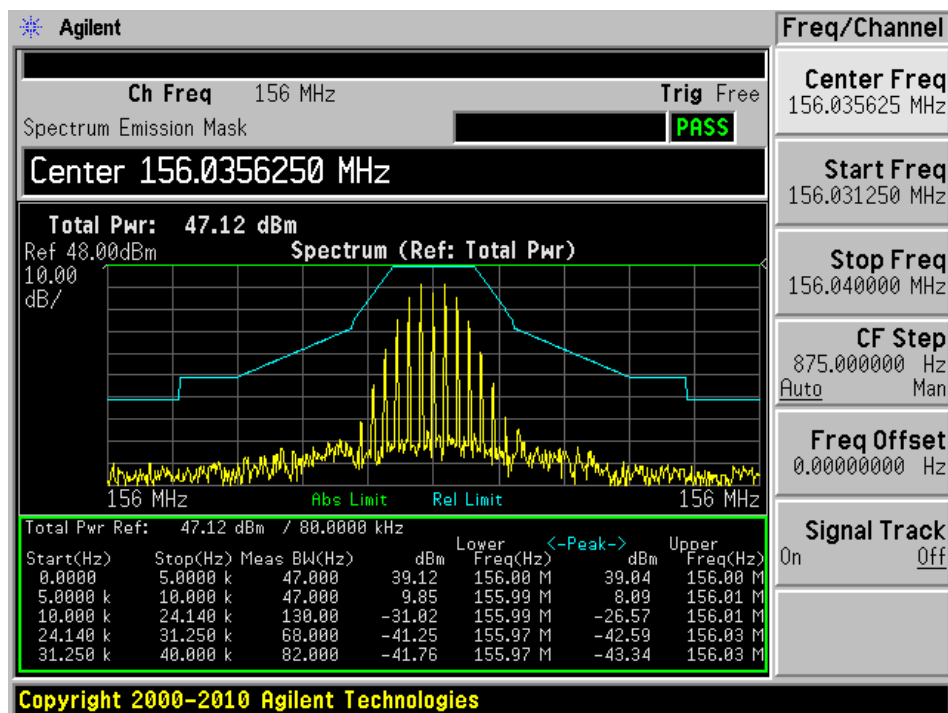 Agilent
Freq/Channel
Ch Freq 156 MHz Trig Free
Spectrum Emission Mask PASS
Center 156.0356250 MHz
Total Pwr: 47.12 dBm
Ref 48.00dBm Spectrum (Ref: Total Pwr)
10.00
dB/
156 MHz Abs Limit Rel Limit 156 MHz
Total Pwr Ref: 47.12 dBm / 80.0000 kHz
Lower <-Peak-> Upper
Start(Hz) Stop(Hz) Meas BW(Hz) dBm Freq(Hz) dBm Freq(Hz)
0.0000 5.0000 k 47.000 39.12 156.00 M 39.04 156.00 M
5.0000 k 10.000 k 47.000 9.85 155.99 M 8.09 156.01 M
10.000 k 24.140 k 130.00 -31.02 155.99 M -26.57 156.01 M
24.140 k 31.250 k 68.000 -41.25 155.97 M -42.59 156.03 M
31.250 k 40.000 k 82.000 -41.76 155.97 M -43.34 156.03 M
Center Freq
156.035625 MHz
Start Freq
156.031250 MHz
Stop Freq
156.040000 MHz
CF Step
875.000000 Hz
Auto Man
Freq Offset
0.00000000 Hz
Signal Track
On Off
Copyright 2000-2010 Agilent Technologies